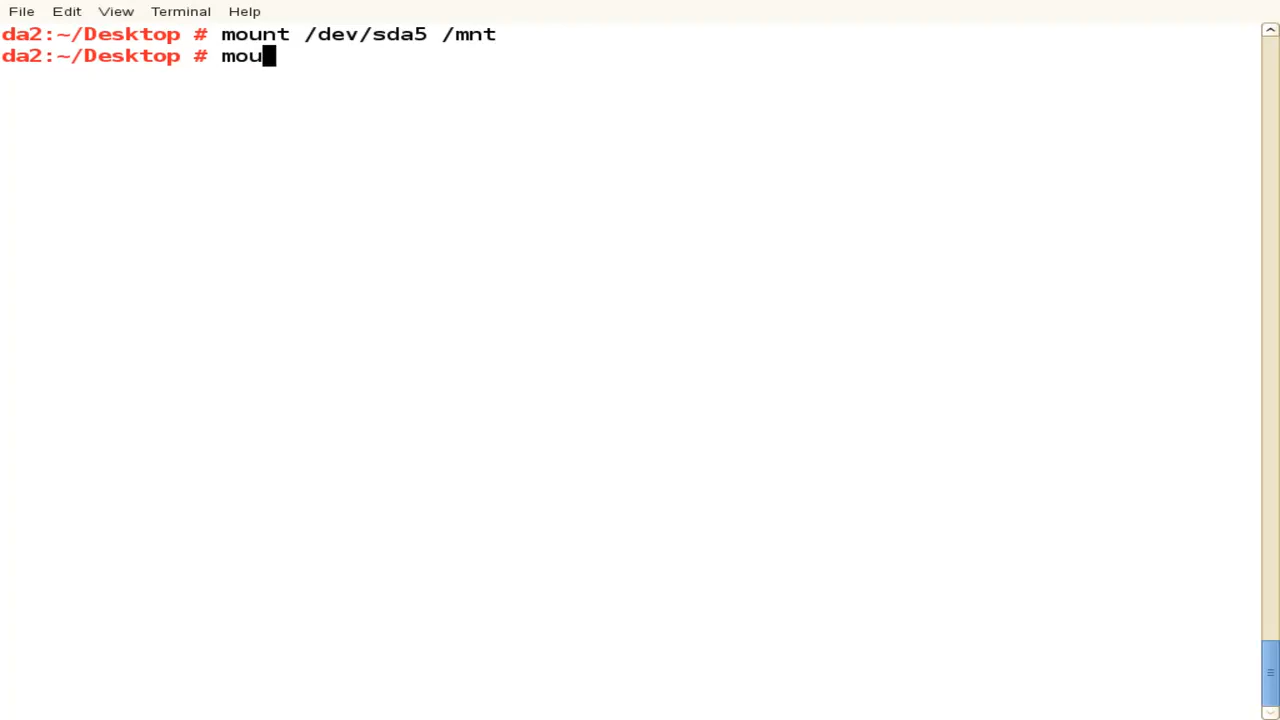 File Edit View Terminal Help
da2:~/Desktop # mount /dev/sda5 /mnt
da2:~/Desktop # mou